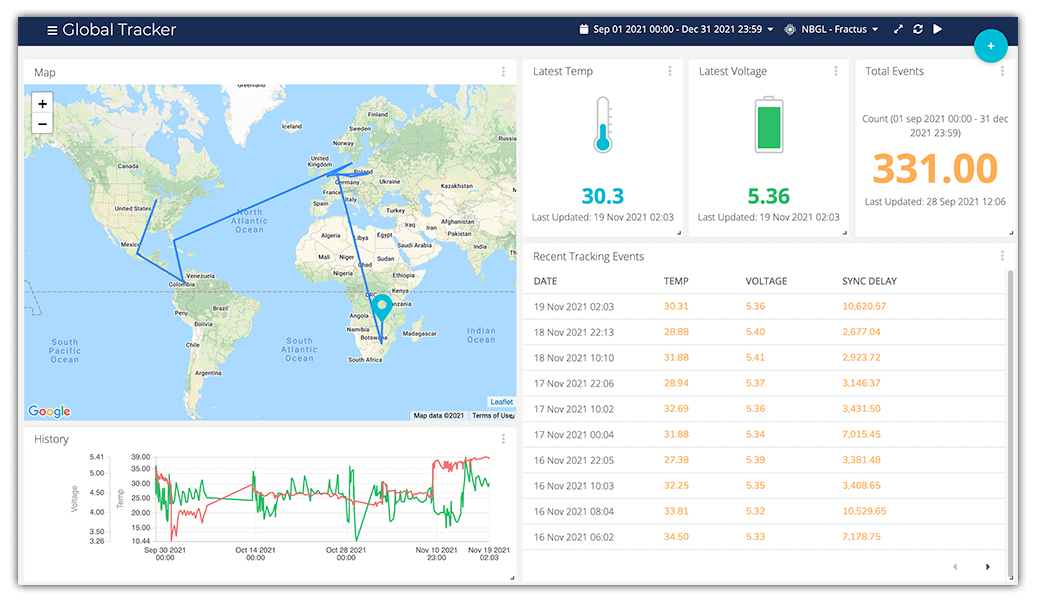 Global Tracker
Sep 01 2021 00:00 - Dec 31 2021 23:59
NBGL - Fractus
+
Map
+
−
Greenland
Iceland
Finland
Sweden
Norway
Russia
United
Kingdom
Poland
Germany
Ukraine
Canada
France
Kazakhstan
Italy
Spain
Turkey
United States
North
Atlantic
Ocean
Iraq
Iran
Afghanistan
Pakistan
Algeria
Libya
Egypt
Saudi Arabia
India
Mexico
Mali
Niger
Chad
Sudan
Nigeria
Ethiopia
Venezuela
Colombia
DRC
Kenya
Tanzania
Peru
Brazil
Angola
Bolivia
Namibia
Botswana
Madagascar
South
Pacific
Ocean
Chile
South
Atlantic
Ocean
Indian
Ocean
South Africa
Argentina
Google
Leaflet
Map data ©2021
Terms of Use
Latest Temp
30.3
Last Updated: 19 Nov 2021 02:03
Latest Voltage
5.36
Last Updated: 19 Nov 2021 02:03
Total Events
Count (01 sep 2021 00:00 - 31 dec
2021 23:59)
331.00
Last Updated: 28 Sep 2021 12:06
History
Voltage
5.41
5.00
4.50
4.00
3.50
3.26
Temp
39.00
35.00
30.00
25.00
20.00
15.00
10.44
Sep 30 2021
00:00
Oct 14 2021
00:00
Oct 28 2021
00:00
Nov 10 2021
23:00
Nov 19 2021
02:03
Recent Tracking Events
DATE TEMP VOLTAGE SYNC DELAY
19 Nov 2021 02:03 30.31 5.36 10,620.57
18 Nov 2021 22:13 28.88 5.40 2,677.04
18 Nov 2021 10:10 31.88 5.41 2,923.72
17 Nov 2021 22:06 28.94 5.37 3,146.37
17 Nov 2021 10:02 32.69 5.36 3,431.50
17 Nov 2021 00:04 31.88 5.34 7,015.45
16 Nov 2021 22:05 27.38 5.39 3,381.48
16 Nov 2021 10:03 32.25 5.35 3,408.65
16 Nov 2021 08:04 33.81 5.32 10,529.65
16 Nov 2021 06:02 34.50 5.33 7,178.75